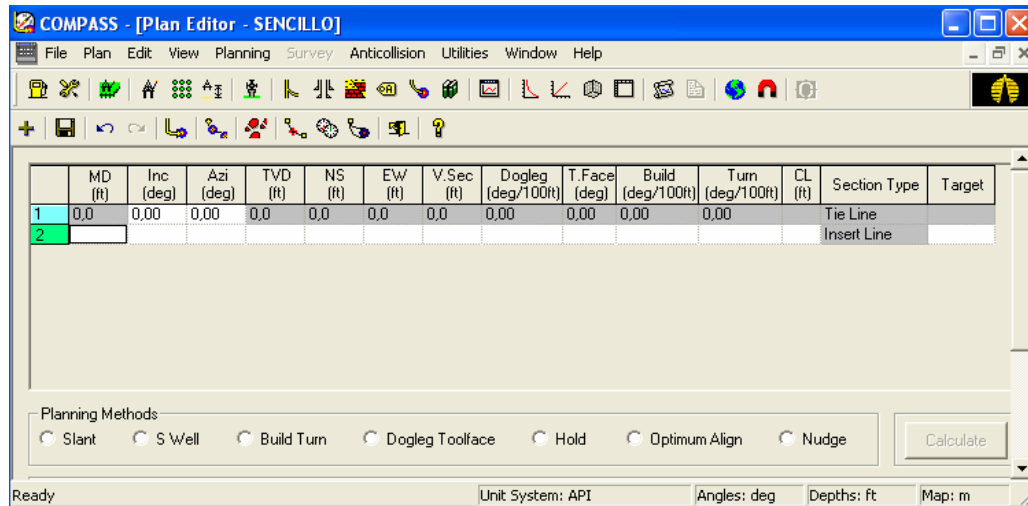 COMPASS - [Plan Editor - SENCILLO]
File Plan Edit View Planning Survey Anticollision Utilities Window Help
MD (ft) Inc (deg) Azi (deg) TVD (ft) NS (ft) EW (ft) V.Sec (ft) Dogleg (deg/100ft) T.Face (deg) Build (deg/100ft) Turn (deg/100ft) CL (ft) Section Type Target
1 0,0 0,00 0,00 0,0 0,0 0,0 0,0 0,00 0,00 0,00 0,00 Tie Line
2 Insert Line
Planning Methods
Slant S Well Build Turn Dogleg Toolface Hold Optimum Align Nudge Calculate
Ready Unit System: API Angles: deg Depths: ft Map: m